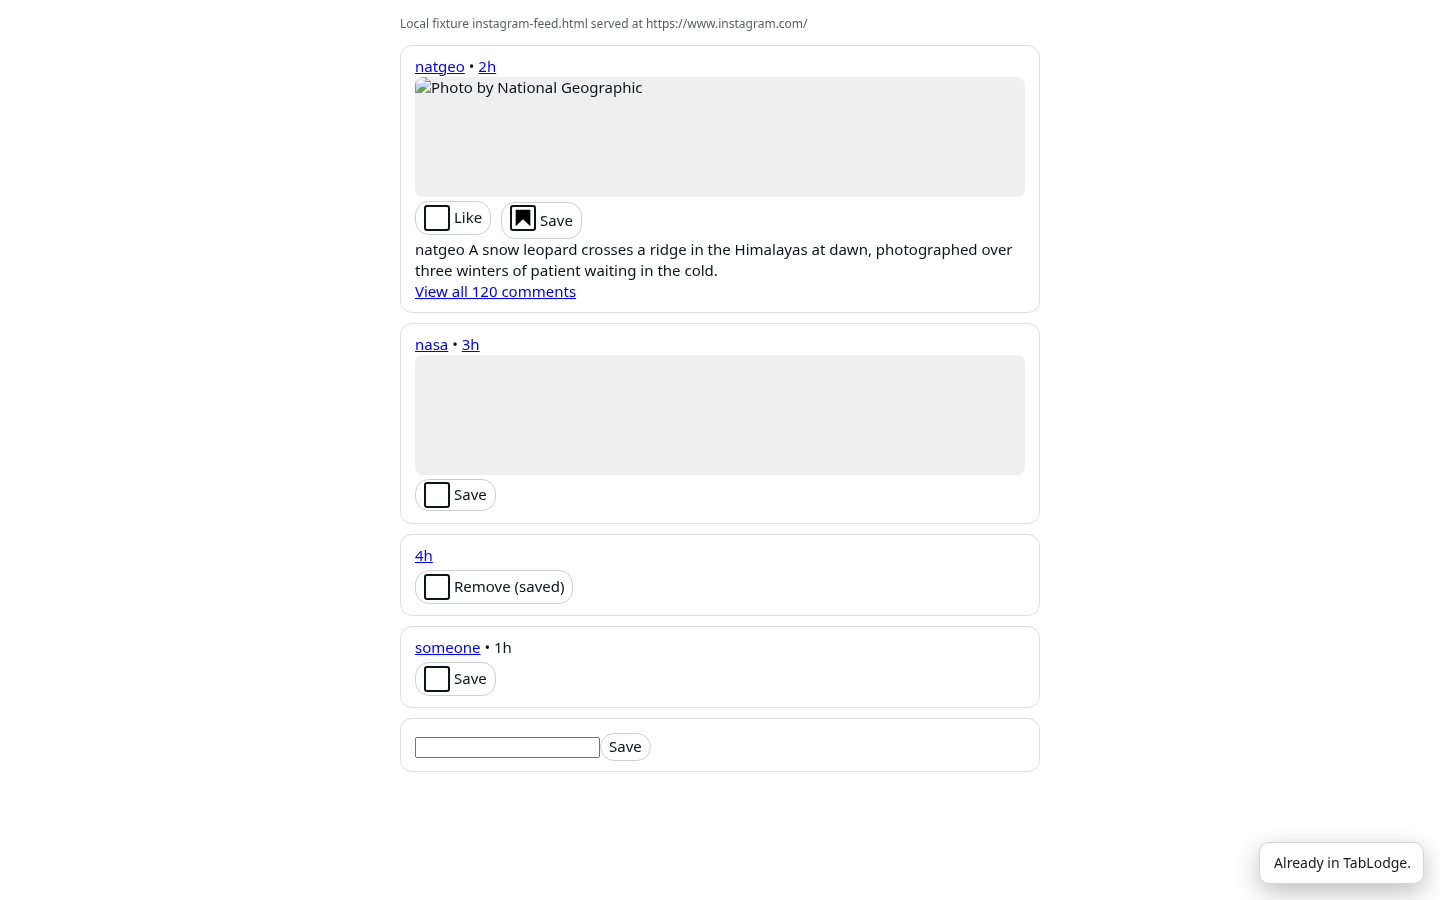 Local fixture instagram-feed.html served at https://www.instagram.com/
natgeo • 2h
Photo by National Geographic
Like Save
natgeo A snow leopard crosses a ridge in the Himalayas at dawn, photographed over
three winters of patient waiting in the cold.
View all 120 comments
nasa • 3h
Save
4h
Remove (saved)
someone • 1h
Save
Save
Already in TabLodge.